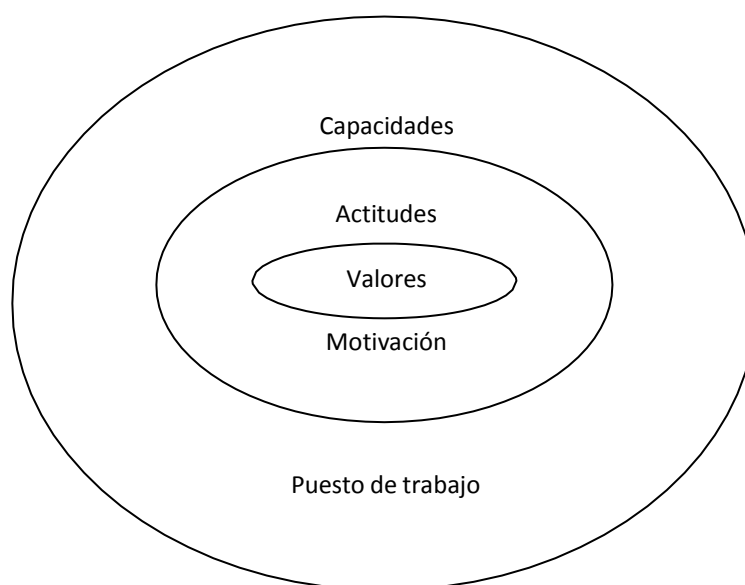 Capacidades
Actitudes
Valores
Motivación
Puesto de trabajo